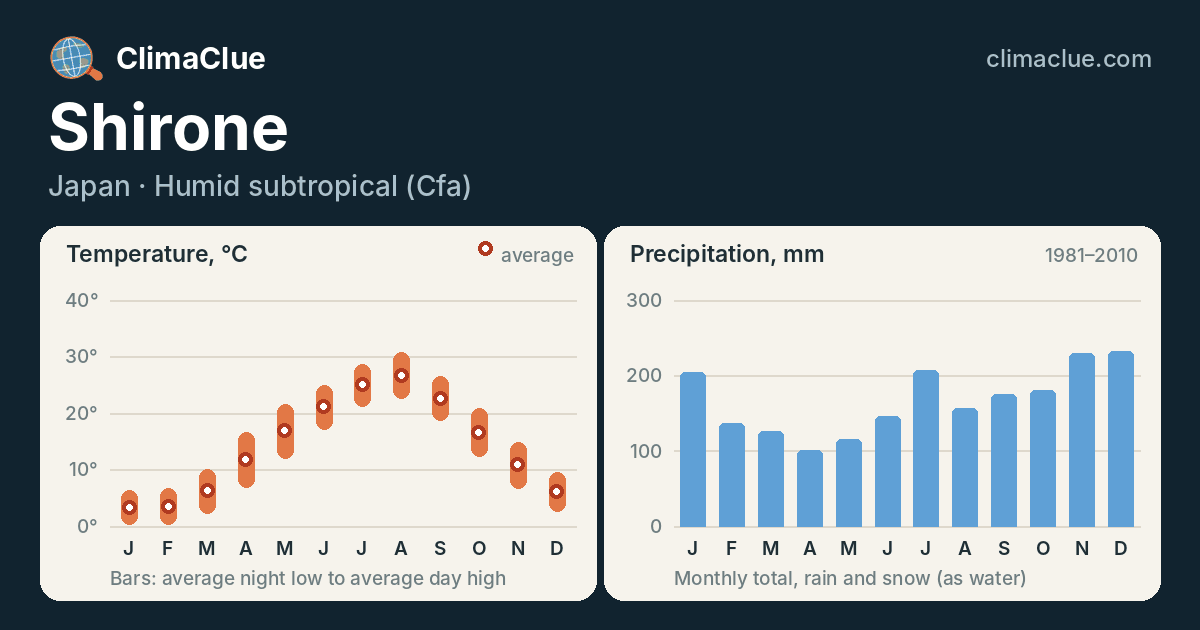 ClimaClue
climaclue.com
Shirone
Japan · Humid subtropical (Cfa)
Temperature, °C
average
40°
30°
20°
10°
0°
J F M A M J J A S O N D
Bars: average night low to average day high
Precipitation, mm
1981–2010
300
200
100
0
J F M A M J J A S O N D
Monthly total, rain and snow (as water)